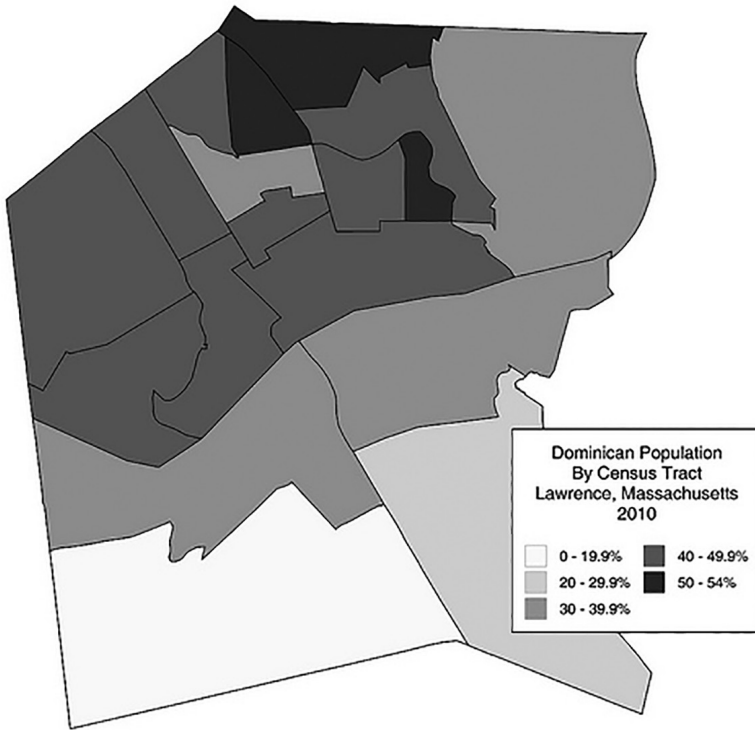 Dominican Population
By Census Tract
Lawrence, Massachusetts
2010
0 - 19.9%
20 - 29.9%
30 - 39.9%
40 - 49.9%
50 - 54%